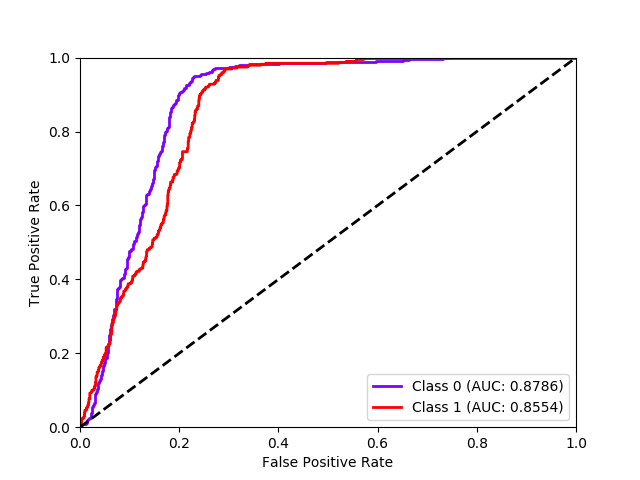 1.0
0.8
0.6
0.4
0.2
0.0
True Positive Rate
0.0 0.2 0.4 0.6 0.8 1.0
False Positive Rate
Class 0 (AUC: 0.8786)
Class 1 (AUC: 0.8554)